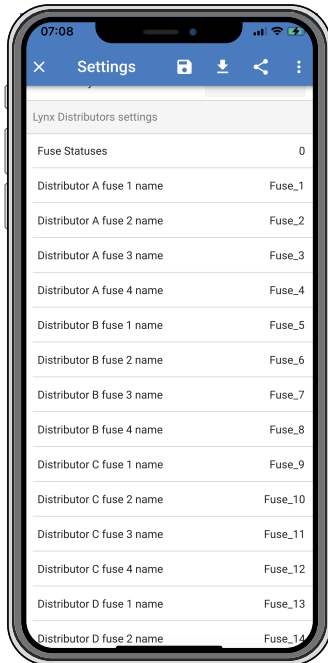 07:08
Settings
Lynx Distributors settings
Fuse Statuses 0
Distributor A fuse 1 name Fuse_1
Distributor A fuse 2 name Fuse_2
Distributor A fuse 3 name Fuse_3
Distributor A fuse 4 name Fuse_4
Distributor B fuse 1 name Fuse_5
Distributor B fuse 2 name Fuse_6
Distributor B fuse 3 name Fuse_7
Distributor B fuse 4 name Fuse_8
Distributor C fuse 1 name Fuse_9
Distributor C fuse 2 name Fuse_10
Distributor C fuse 3 name Fuse_11
Distributor C fuse 4 name Fuse_12
Distributor D fuse 1 name Fuse_13
Distributor D fuse 2 name Fuse_14